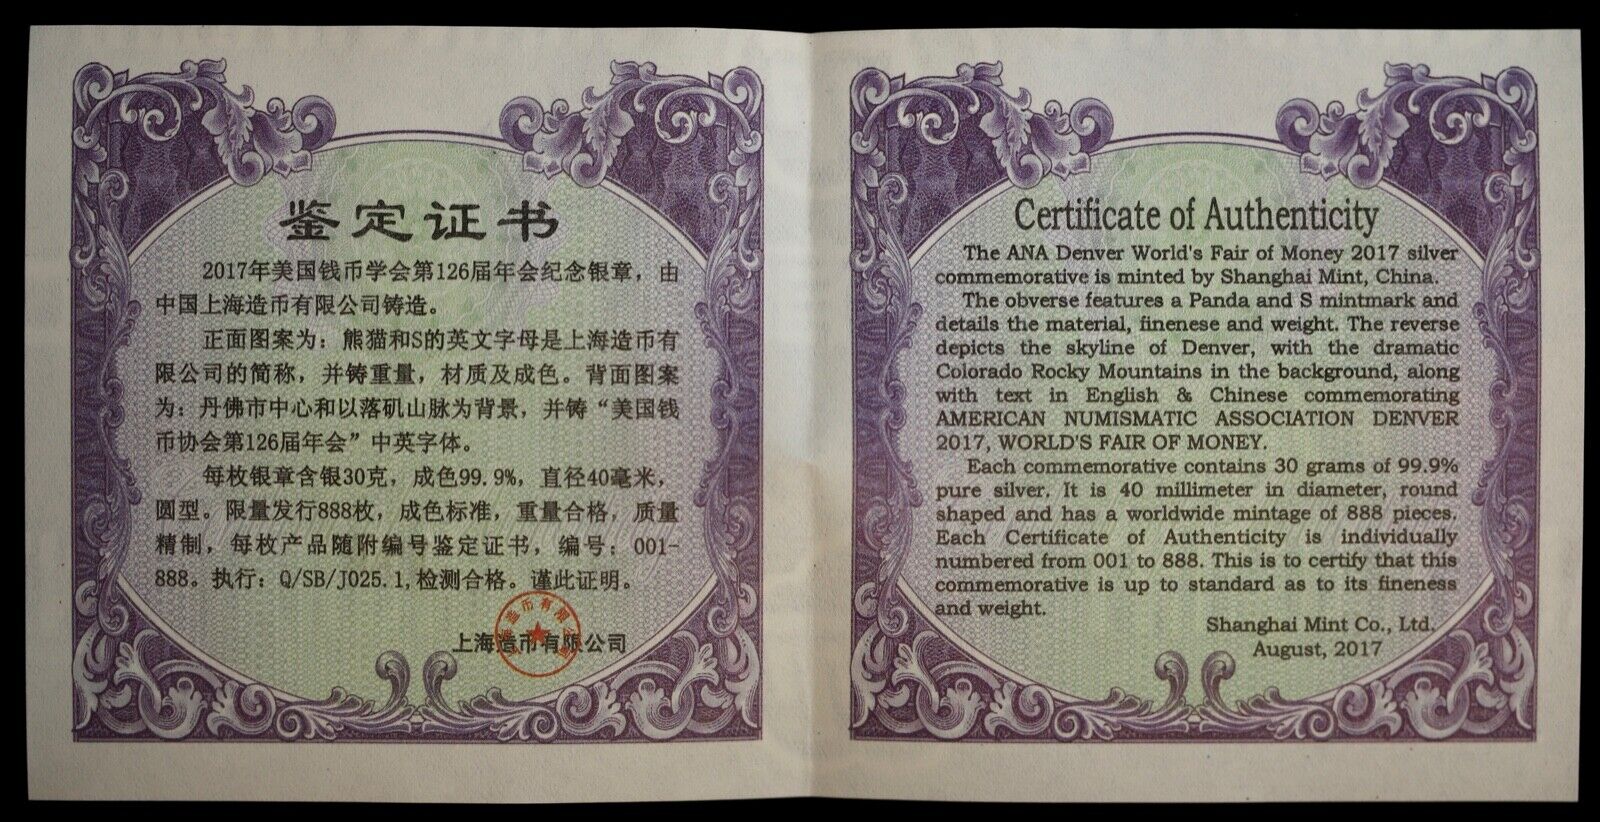 鉴定证书
2017年美国钱币学会第126届年会纪念银章，由
中国上海造币有限公司铸造。
正面图案为：熊猫和S的英文字母是上海造币有
限公司的简称，并铸重量，材质及成色。背面图案
为：丹佛市中心和以落矶山脉为背景，并铸“美国钱
币协会第126届年会”中英字体。
每枚银章含银30克，成色99.9%，直径40毫米，
圆型。限量发行888枚，成色标准，重量合格，质量
精制，每枚产品随附编号鉴定证书，编号：001-
888。执行：Q/SB/J025.1,检测合格。谨此证明。
上海造币有限公司
Certificate of Authenticity
The ANA Denver World's Fair of Money 2017 silver
commemorative is minted by Shanghai Mint, China.
The obverse features a Panda and S mintmark and
details the material, finenese and weight. The reverse
depicts the skyline of Denver, with the dramatic
Colorado Rocky Mountains in the background, along
with text in English & Chinese commemorating
AMERICAN NUMISMATIC ASSOCIATION DENVER
2017, WORLD'S FAIR OF MONEY.
Each commemorative contains 30 grams of 99.9%
pure silver. It is 40 millimeter in diameter, round
shaped and has a worldwide mintage of 888 pieces.
Each Certificate of Authenticity is individually
numbered from 001 to 888. This is to certify that this
commemorative is up to standard as to its fineness
and weight.
Shanghai Mint Co., Ltd.
August, 2017